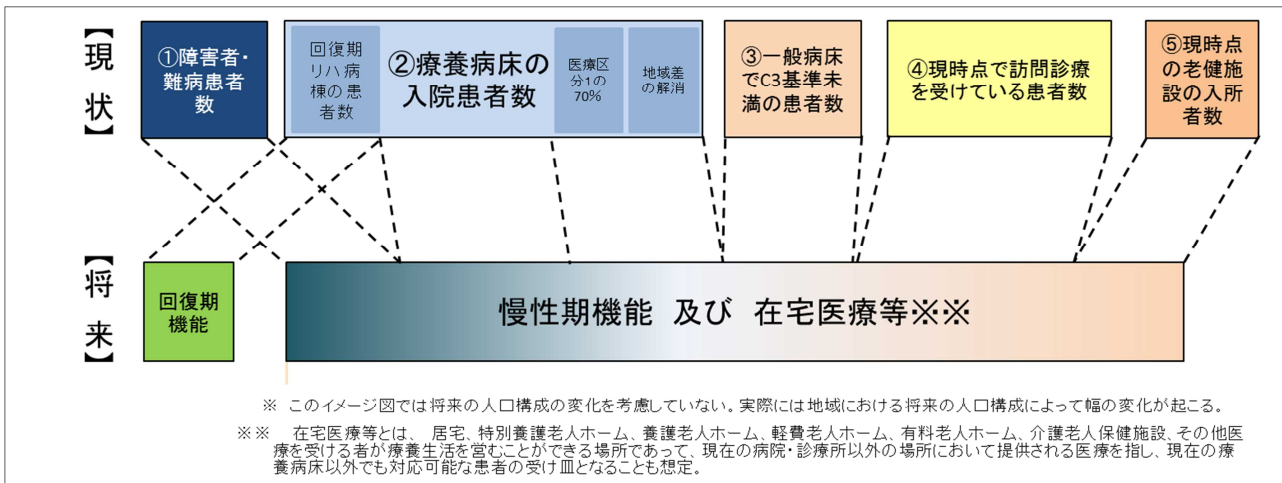 【現状】
①障害者・
難病患者
数
回復期
リハ病
棟の患
者数
②療養病床の
入院患者数
医療区
分1の
70%
地域差
の解消
③一般病床
でC3基準未
満の患者数
④現時点で訪問診療
を受けている患者数
⑤現時点
の老健施
設の入所
者数
【将来】
回復期
機能
慢性期機能 及び 在宅医療等※※
※ このイメージ図では将来の人口構成の変化を考慮していない。実際には地域における将来の人口構成によって幅の変化が起こる。
※※ 在宅医療等とは、 居宅、特別養護老人ホーム、養護老人ホーム、軽費老人ホーム、有料老人ホーム、介護老人保健施設、その他医
療を受ける者が療養生活を営むことができる場所であって、現在の病院・診療所以外の場所において提供される医療を指し、現在の療
養病床以外でも対応可能な患者の受け皿となることも想定。